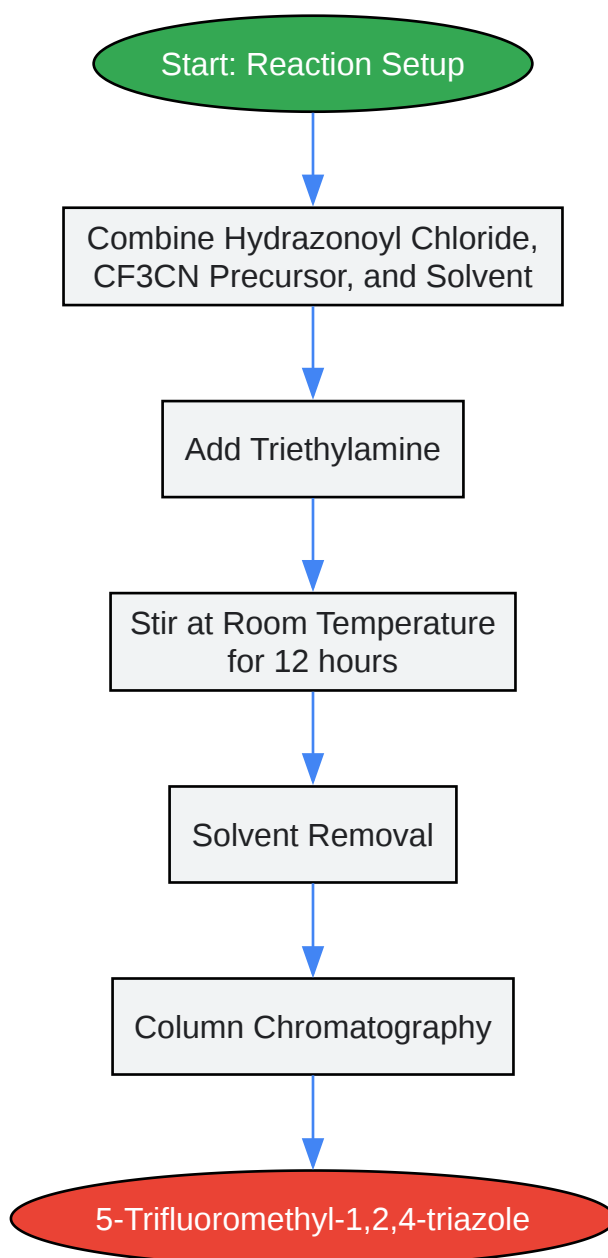 Start: Reaction Setup
Combine Hydrazonoyl Chloride,
CF3CN Precursor, and Solvent
Add Triethylamine
Stir at Room Temperature
for 12 hours
Solvent Removal
Column Chromatography
5-Trifluoromethyl-1,2,4-triazole